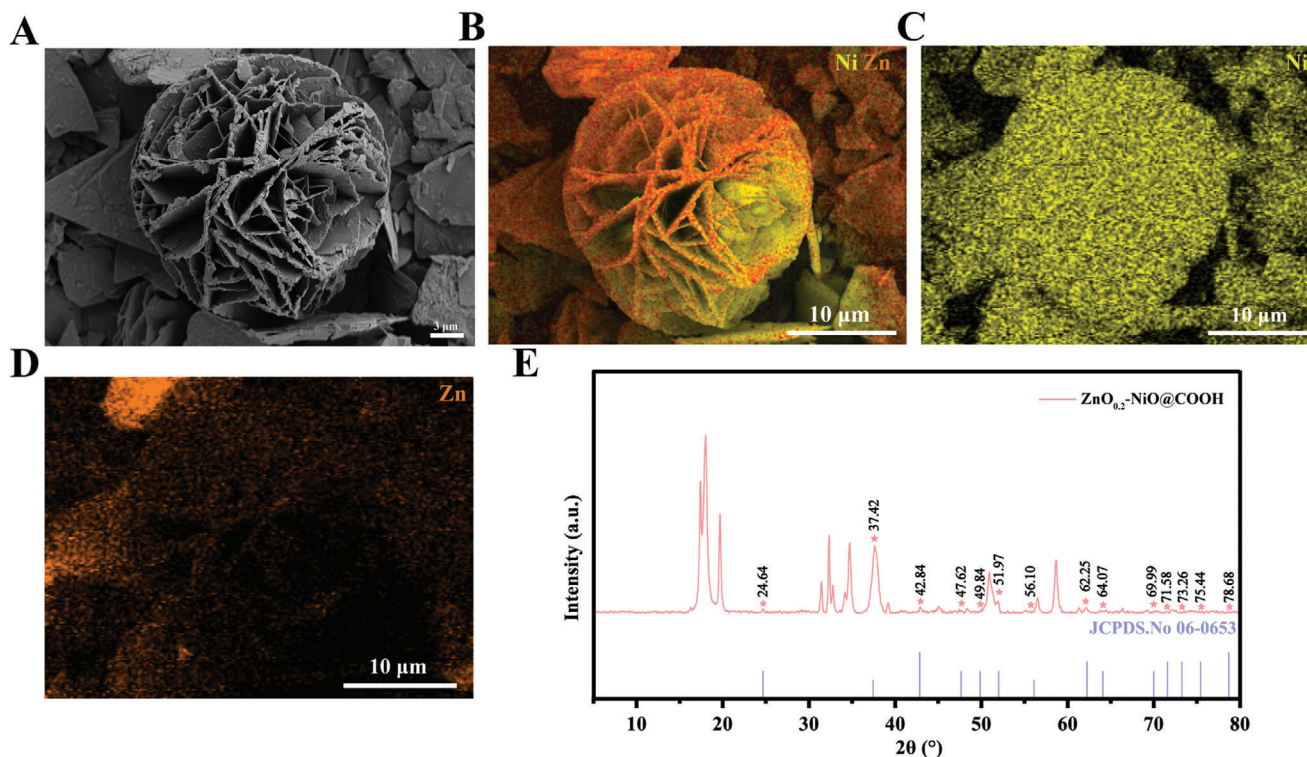 A
3 μm
B
Ni Zn
10 μm
C
Ni
10 μm
D
Zn
10 μm
E
ZnO0.2-NiO@COOH
24.64
37.42
42.84
47.62
49.84
51.97
56.10
62.25
64.07
69.99
71.58
73.26
75.44
78.68
JCPDS.No 06-0653
Intensity (a.u.)
10 20 30 40 50 60 70 80
2θ (°)